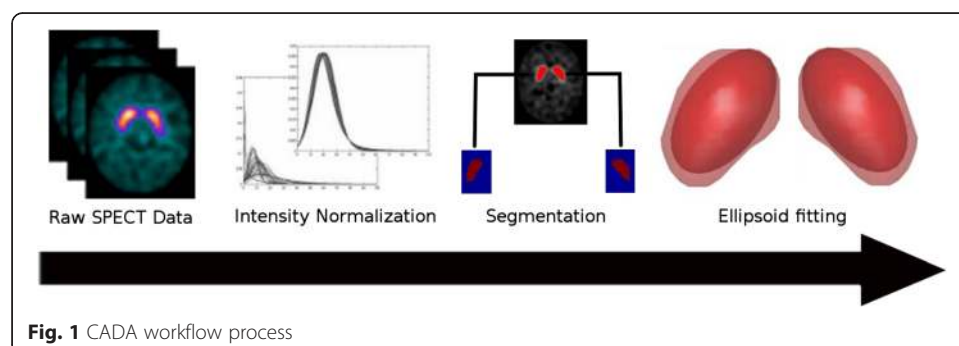 Raw SPECT Data
Intensity Normalization
Segmentation
Ellipsoid fitting
Fig. 1 CADA workflow process